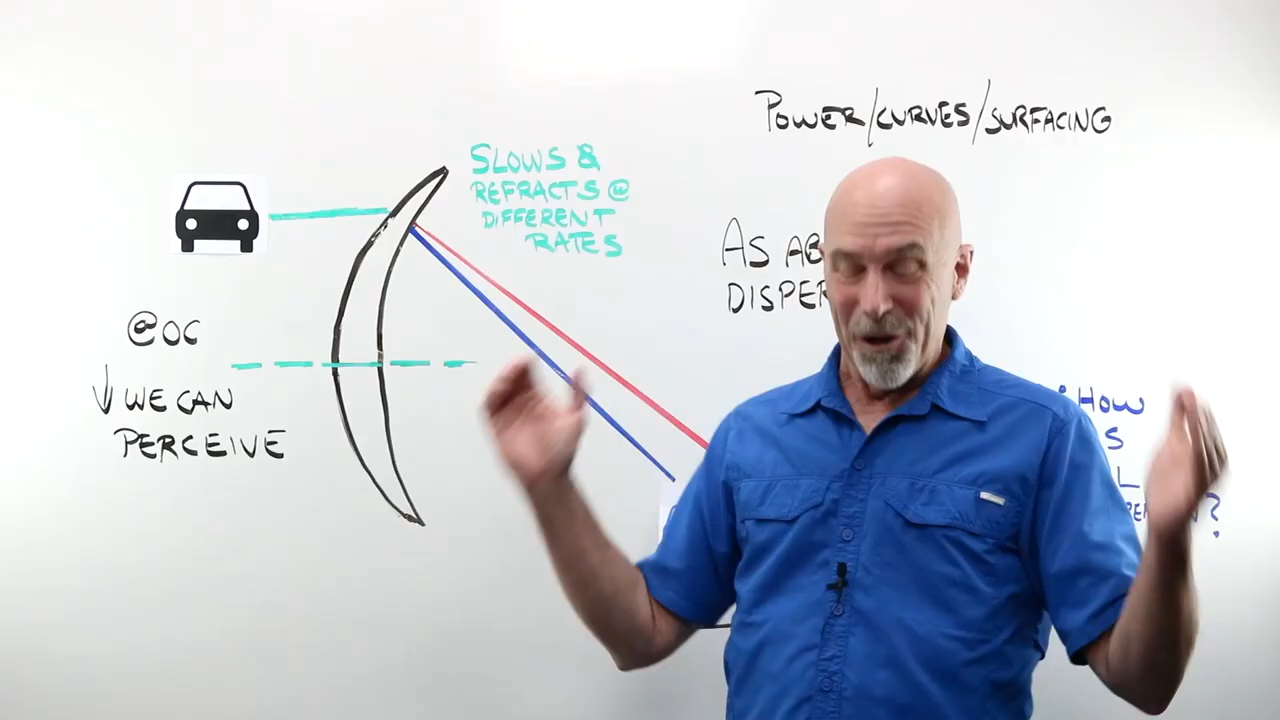 POWER/CURVES/SURFACING
SLOWS &
REFRACTS @
DIFFERENT
RATES
AS AB
DISPER
@OC
↓ WE CAN
PERCEIVE
• HOW
S
L
?